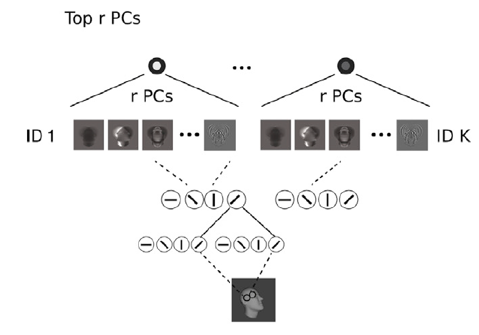 Top r PCs
...
r PCs
r PCs
ID 1
...
...
ID K